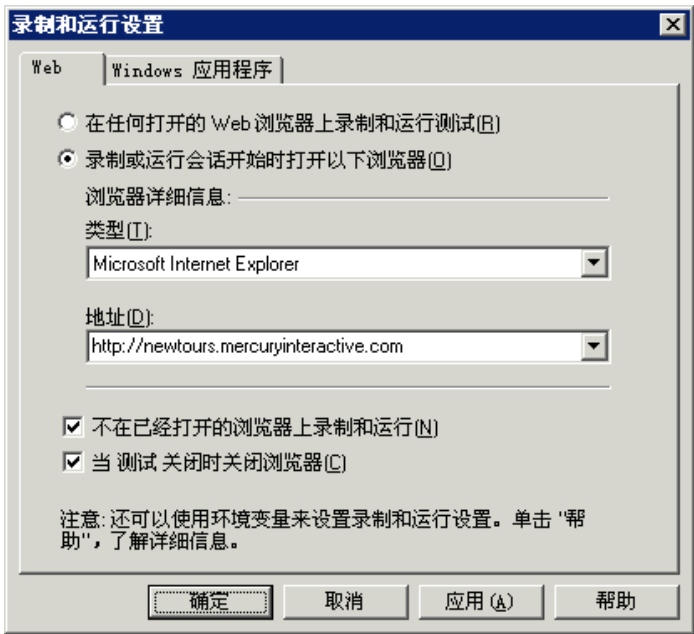 录制和运行设置
Web
Windows 应用程序
在任何打开的 Web 浏览器上录制和运行测试(R)
录制或运行会话开始时打开以下浏览器(O)
浏览器详细信息:
类型(T):
Microsoft Internet Explorer
地址(D):
http://newtours.mercuryinteractive.com
不在已经打开的浏览器上录制和运行(N)
当 测试 关闭时关闭浏览器(C)
注意: 还可以使用环境变量来设置录制和运行设置。单击 "帮
助"，了解详细信息。
确定
取消
应用(A)
帮助